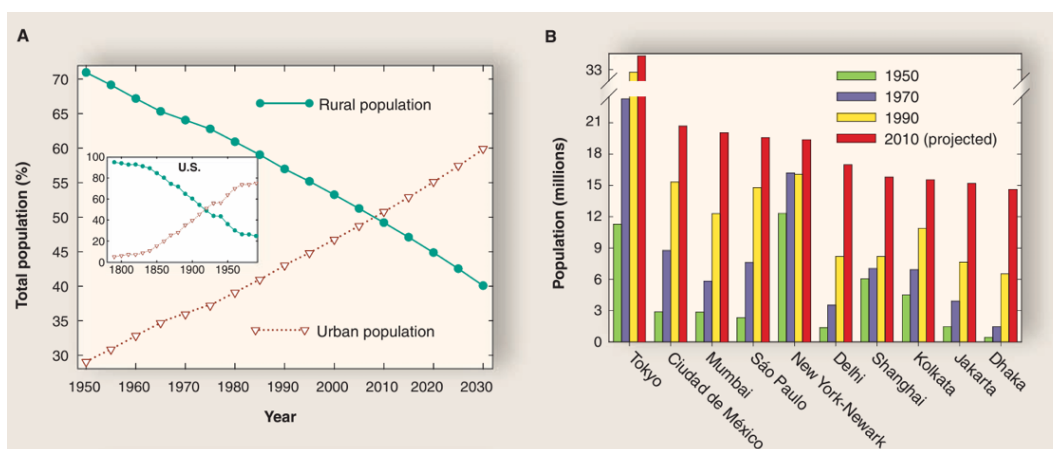 A
Total population (%)
70
65
60
55
50
45
40
35
30
1950
1960
1970
1980
1990
2000
2010
2020
2030
Year
Rural population
Urban population
U.S.
100
80
60
40
20
0
1800
1850
1900
1950
B
Population (millions)
33
21
18
15
12
9
6
3
0
1950
1970
1990
2010 (projected)
Tokyo
Ciudad de México
Mumbai
Sáo Paulo
New York-Newark
Delhi
Shanghai
Kolkata
Jakarta
Dhaka